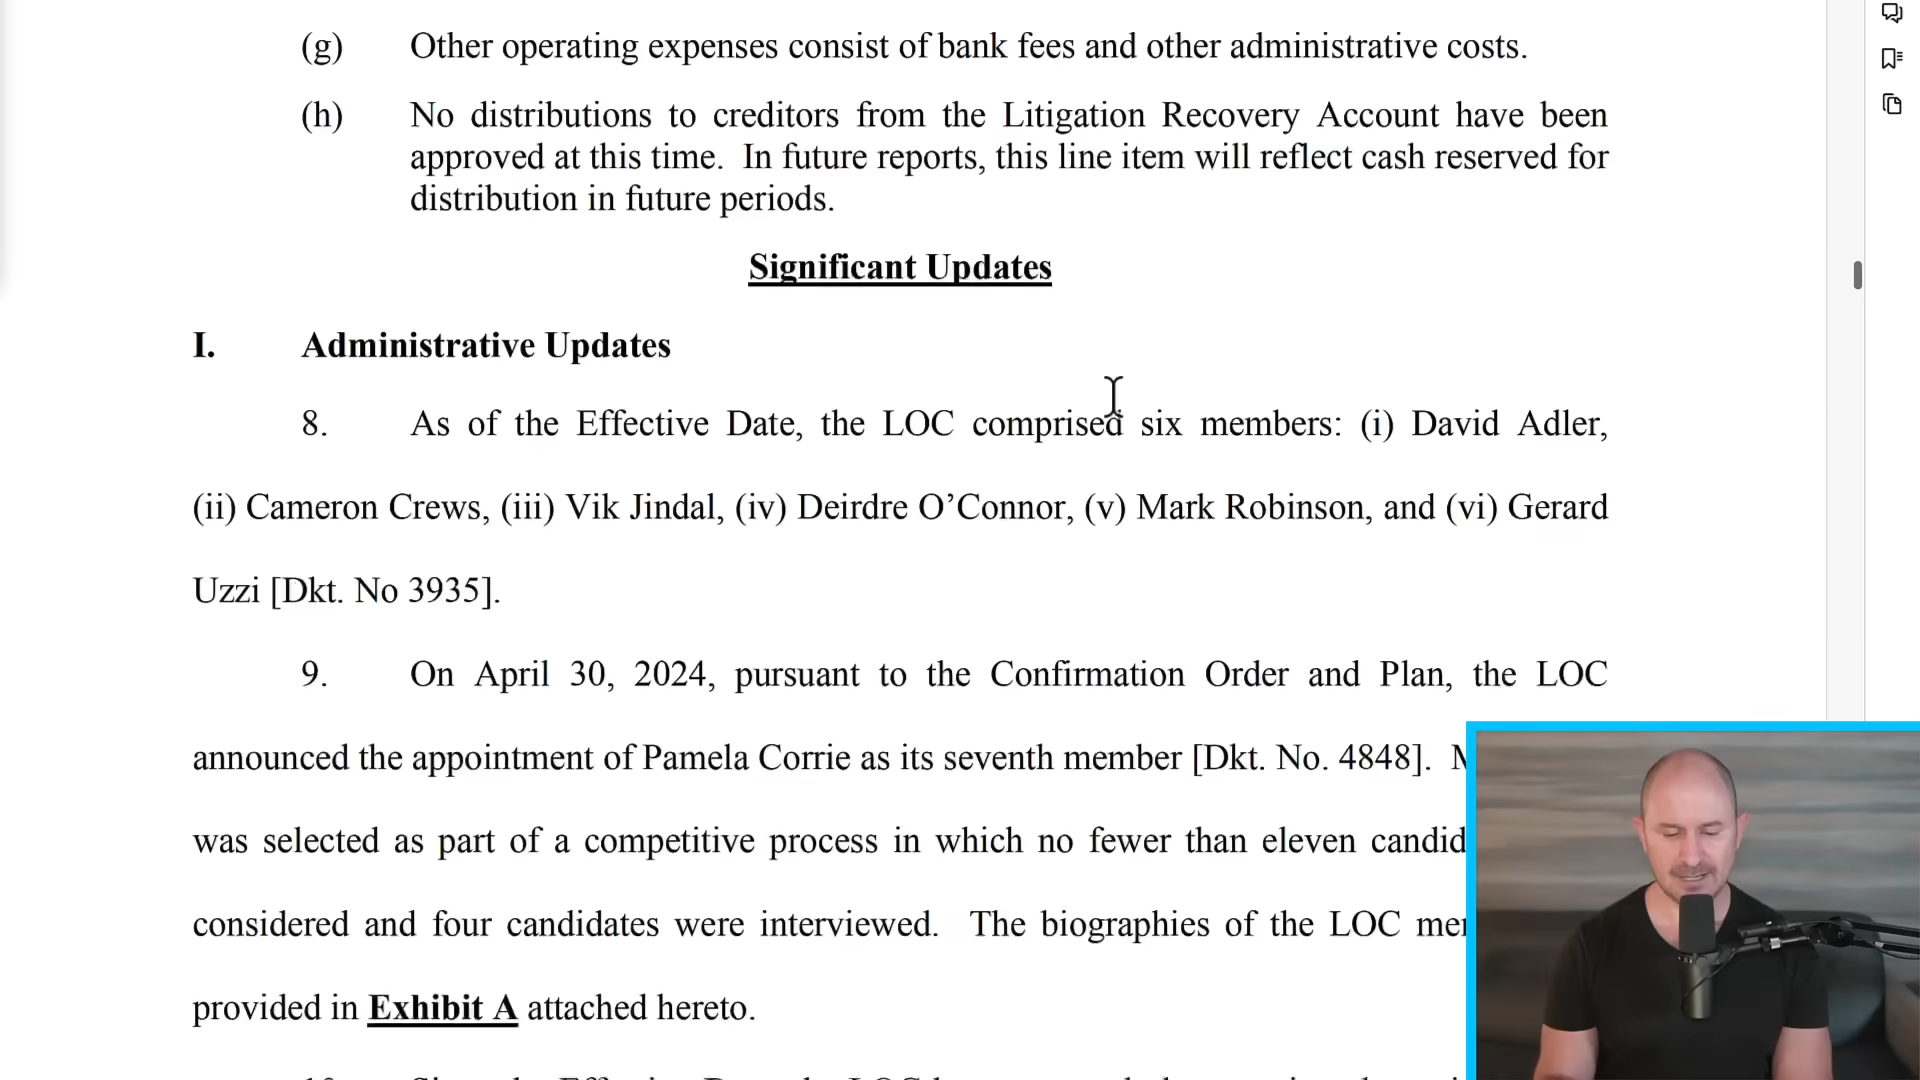 (g) Other operating expenses consist of bank fees and other administrative costs.
(h) No distributions to creditors from the Litigation Recovery Account have been
approved at this time. In future reports, this line item will reflect cash reserved for
distribution in future periods.
Significant Updates
I. Administrative Updates
8. As of the Effective Date, the LOC comprised six members: (i) David Adler,
(ii) Cameron Crews, (iii) Vik Jindal, (iv) Deirdre O’Connor, (v) Mark Robinson, and (vi) Gerard
Uzzi [Dkt. No 3935].
9. On April 30, 2024, pursuant to the Confirmation Order and Plan, the LOC
announced the appointment of Pamela Corrie as its seventh member [Dkt. No. 4848].
was selected as part of a competitive process in which no fewer than eleven candid
considered and four candidates were interviewed. The biographies of the LOC
provided in Exhibit A attached hereto.